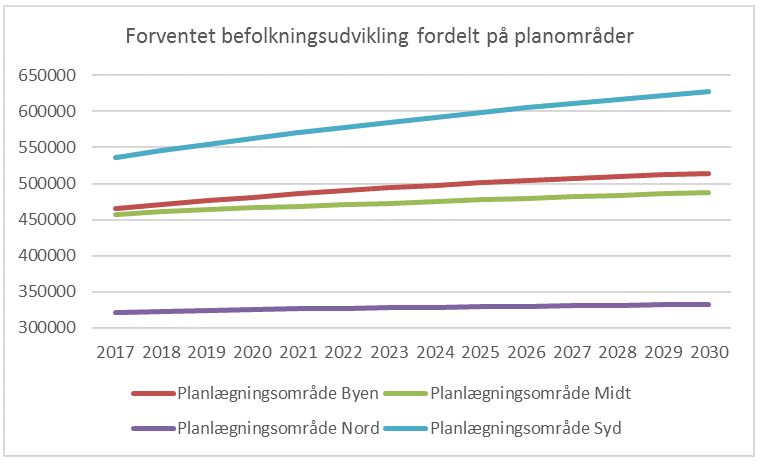 Forventet befolkningsudvikling fordelt på planområder
650000
600000
550000
500000
450000
400000
350000
300000
2017 2018 2019 2020 2021 2022 2023 2024 2025 2026 2027 2028 2029 2030
Planlægningsområde Byen Planlægningsområde Midt
Planlægningsområde Nord Planlægningsområde Syd